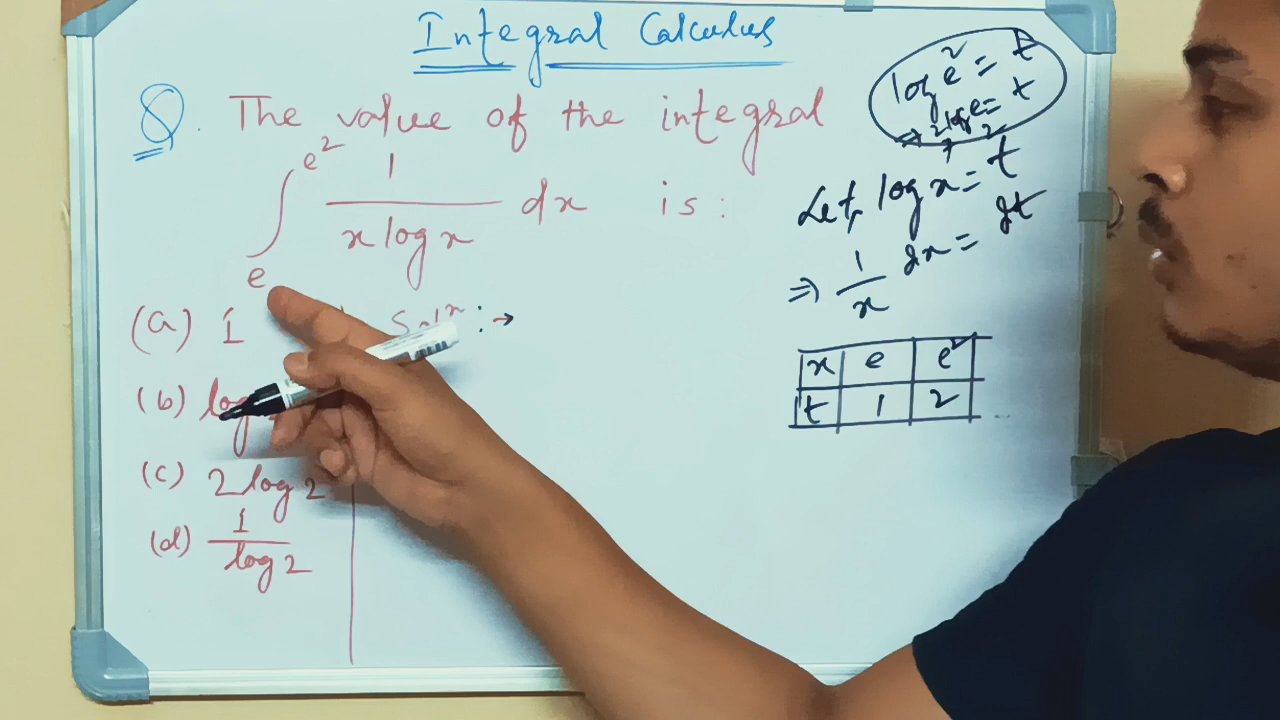 Integral Calculus
Q. The value of the integral
∫ₑ^(e²) 1/(x log x) dx is:
(a) 1
(b) log
(c) 2 log 2
(d) 1/(log 2)
Solⁿ :→
log e² = t
⇒ 2 log e = t
Let, log x = t
⇒ 1/x dx = dt
x | e | e²
t | 1 | 2